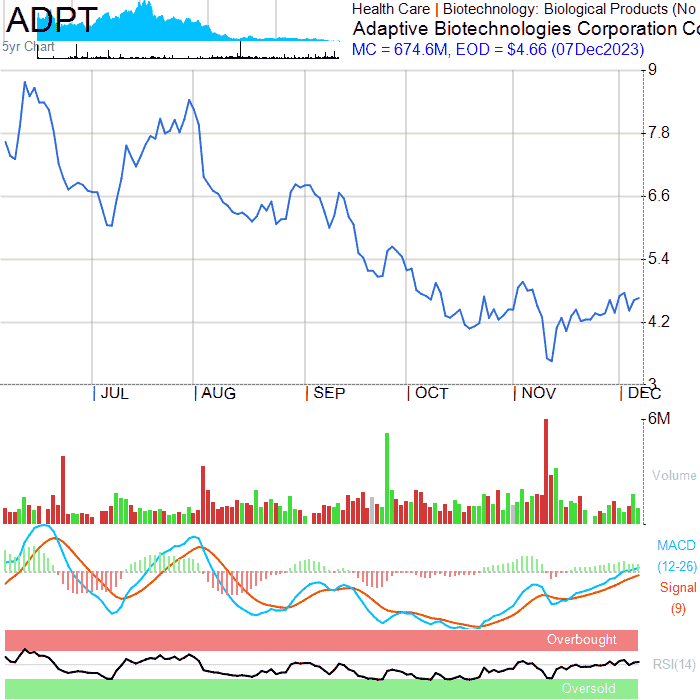 ADPT
5yr Chart
Health Care | Biotechnology: Biological Products (No
Adaptive Biotechnologies Corporation Co
MC = 674.6M, EOD = $4.66 (07Dec2023)
9
7.8
6.6
5.4
4.2
3
JUL AUG SEP OCT NOV DEC
6M
Volume
MACD
(12-26)
Signal
(9)
Overbought
RSI(14)
Oversold